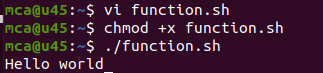 mca@u45:~$ vi function.sh
mca@u45:~$ chmod +x function.sh
mca@u45:~$ ./function.sh
Hello world